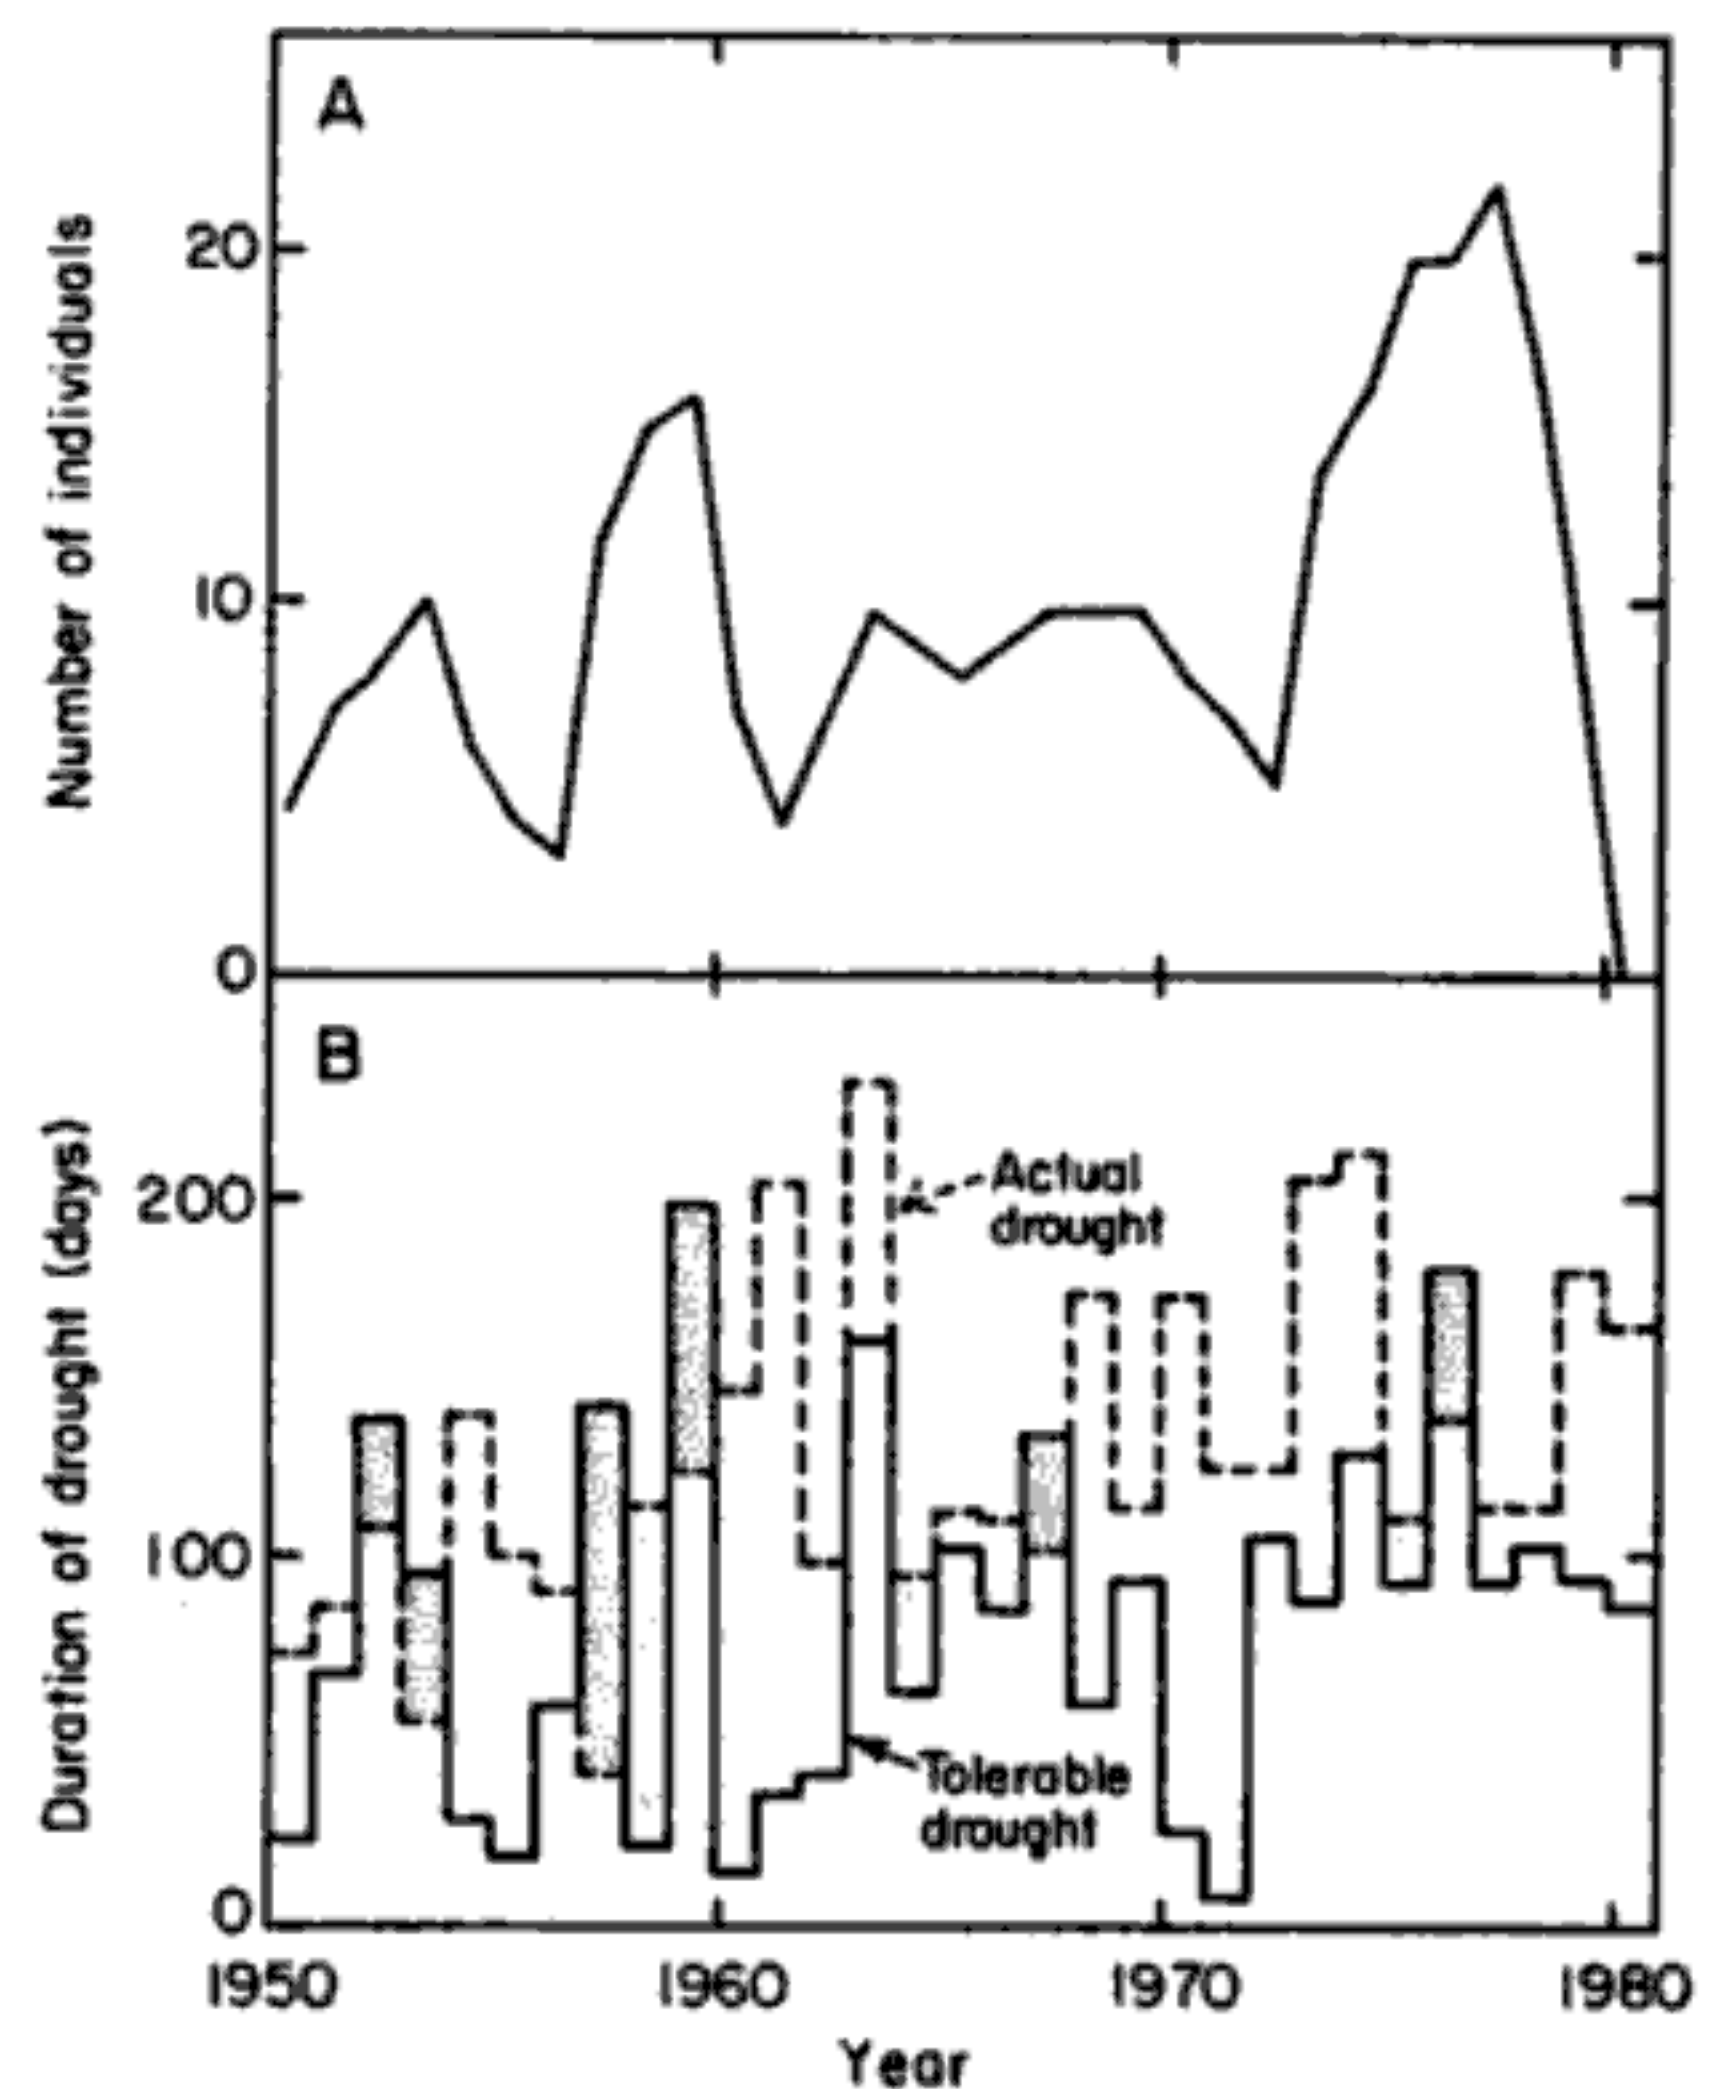 A
Number of individuals
20
10
0
B
Duration of drought (days)
200
100
0
Actual
drought
Tolerable
drought
1950
1960
1970
1980
Year